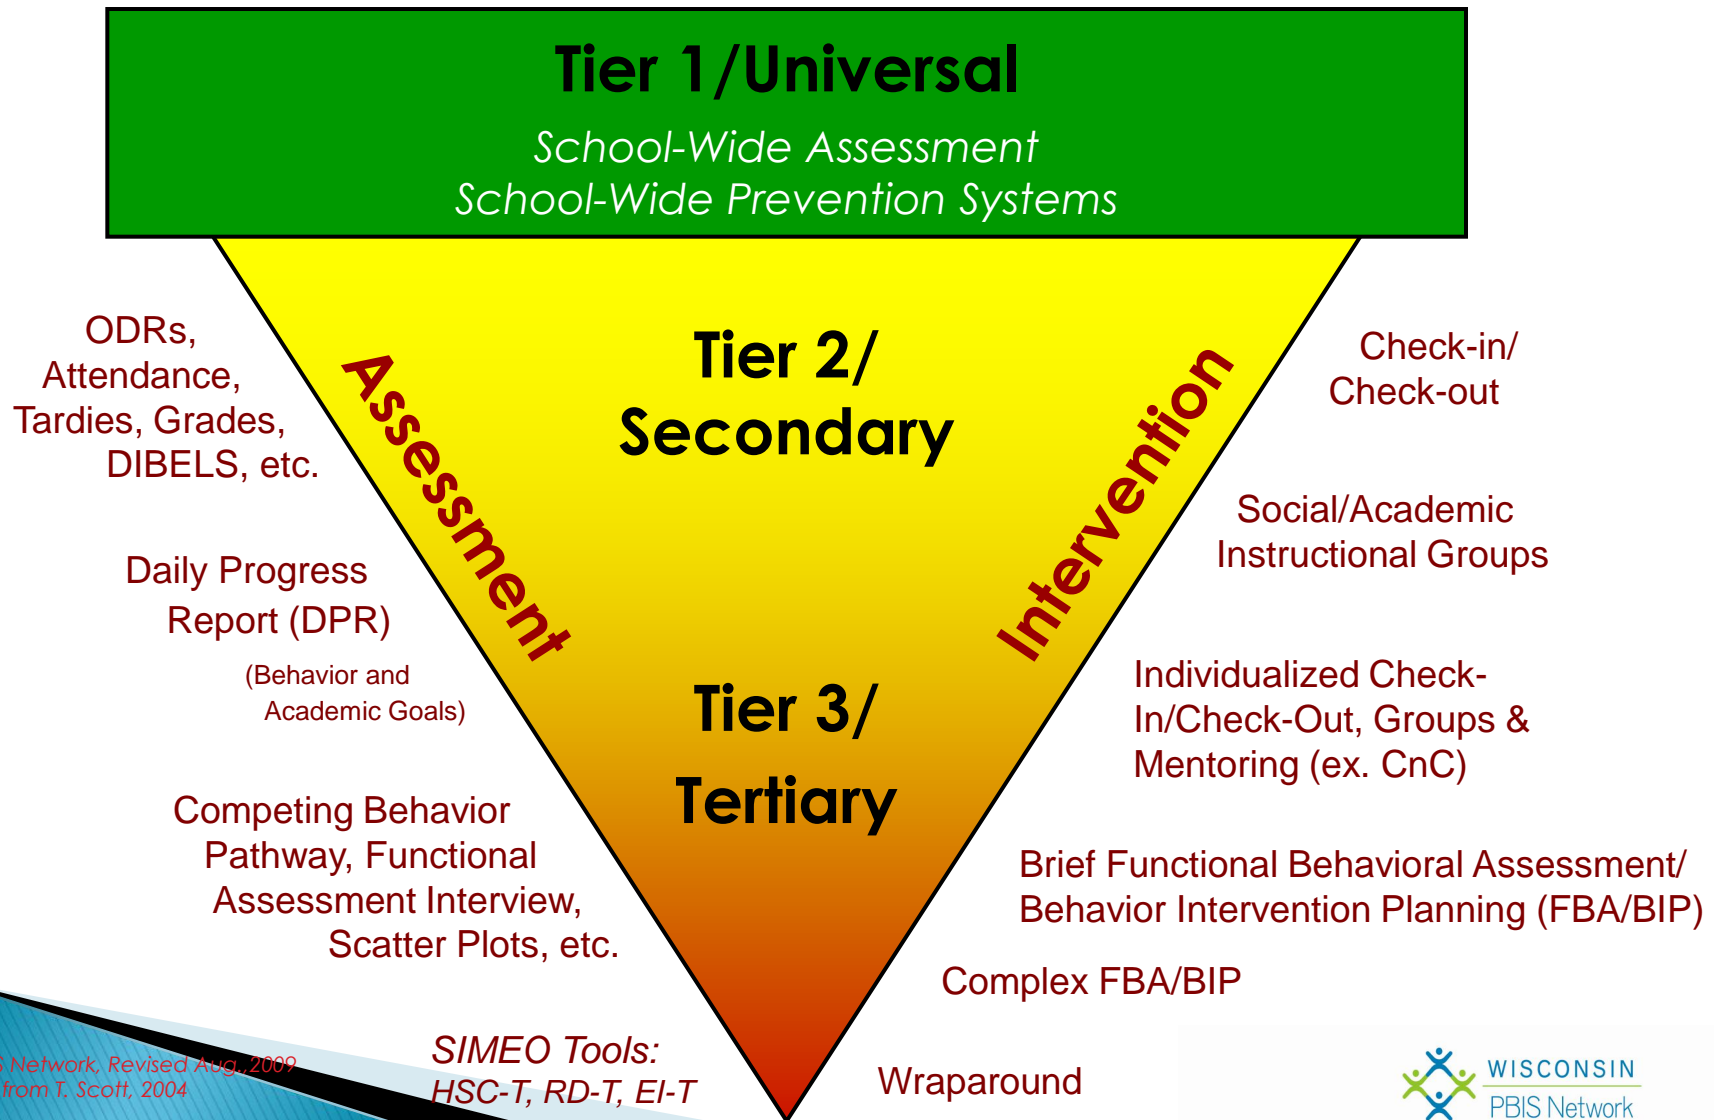 Tier 1/Universal
School-Wide Assessment
School-Wide Prevention Systems
ODRs,
Attendance,
Tardies, Grades,
DIBELS, etc.
Daily Progress
Report (DPR)
(Behavior and
Academic Goals)
Competing Behavior
Pathway, Functional
Assessment Interview,
Scatter Plots, etc.
SIMEO Tools:
HSC-T, RD-T, EI-T
Assessment
Tier 2/
Secondary
Tier 3/
Tertiary
Intervention
Check-in/
Check-out
Social/Academic
Instructional Groups
Individualized Check-
In/Check-Out, Groups &
Mentoring (ex. CnC)
Brief Functional Behavioral Assessment/
Behavior Intervention Planning (FBA/BIP)
Complex FBA/BIP
Wraparound
Network, Revised Aug.,2009
from T. Scott, 2004
WISCONSIN
PBIS Network